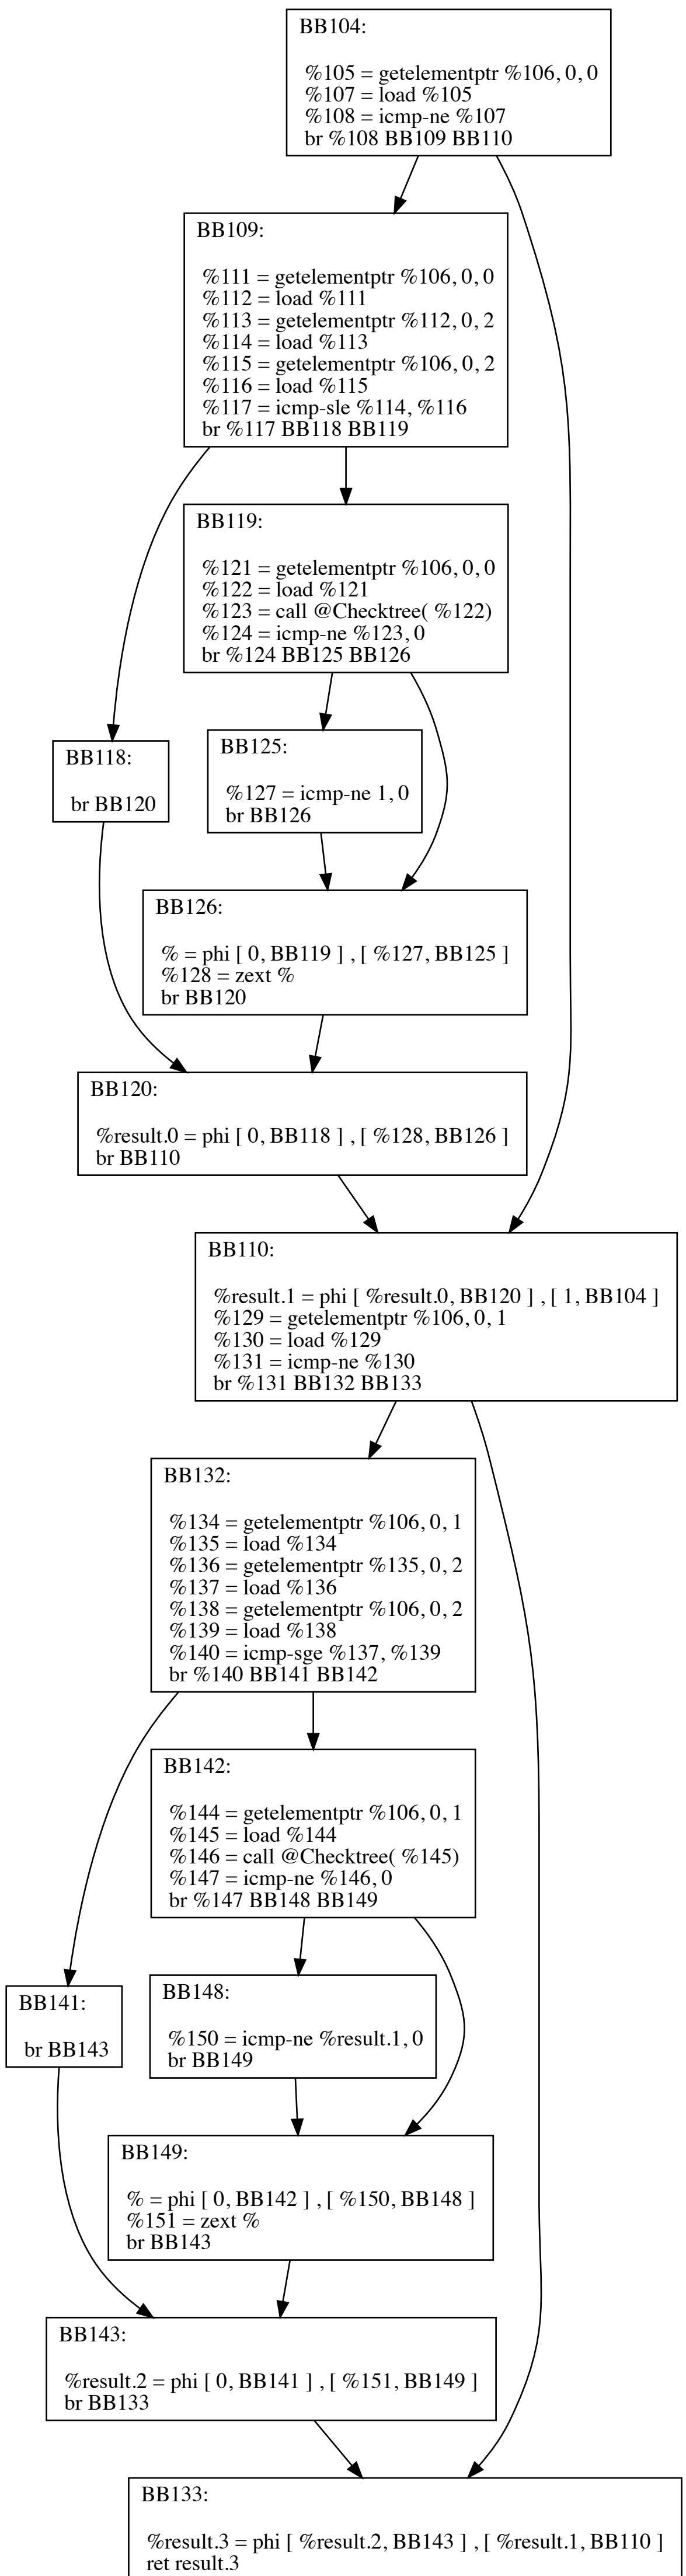 BB104:
%105 = getelementptr %106, 0, 0
%107 = load %105
%108 = icmp-ne %107
br %108 BB109 BB110
BB109:
%111 = getelementptr %106, 0, 0
%112 = load %111
%113 = getelementptr %112, 0, 2
%114 = load %113
%115 = getelementptr %106, 0, 2
%116 = load %115
%117 = icmp-sle %114, %116
br %117 BB118 BB119
BB119:
%121 = getelementptr %106, 0, 0
%122 = load %121
%123 = call @Checktree( %122)
%124 = icmp-ne %123, 0
br %124 BB125 BB126
BB118:
br BB120
BB125:
%127 = icmp-ne 1, 0
br BB126
BB126:
% = phi [ 0, BB119 ] , [ %127, BB125 ]
%128 = zext %
br BB120
BB120:
%result.0 = phi [ 0, BB118 ] , [ %128, BB126 ]
br BB110
BB110:
%result.1 = phi [ %result.0, BB120 ] , [ 1, BB104 ]
%129 = getelementptr %106, 0, 1
%130 = load %129
%131 = icmp-ne %130
br %131 BB132 BB133
BB132:
%134 = getelementptr %106, 0, 1
%135 = load %134
%136 = getelementptr %135, 0, 2
%137 = load %136
%138 = getelementptr %106, 0, 2
%139 = load %138
%140 = icmp-sge %137, %139
br %140 BB141 BB142
BB142:
%144 = getelementptr %106, 0, 1
%145 = load %144
%146 = call @Checktree( %145)
%147 = icmp-ne %146, 0
br %147 BB148 BB149
BB141:
br BB143
BB148:
%150 = icmp-ne %result.1, 0
br BB149
BB149:
% = phi [ 0, BB142 ] , [ %150, BB148 ]
%151 = zext %
br BB143
BB143:
%result.2 = phi [ 0, BB141 ] , [ %151, BB149 ]
br BB133
BB133:
%result.3 = phi [ %result.2, BB143 ] , [ %result.1, BB110 ]
ret result.3